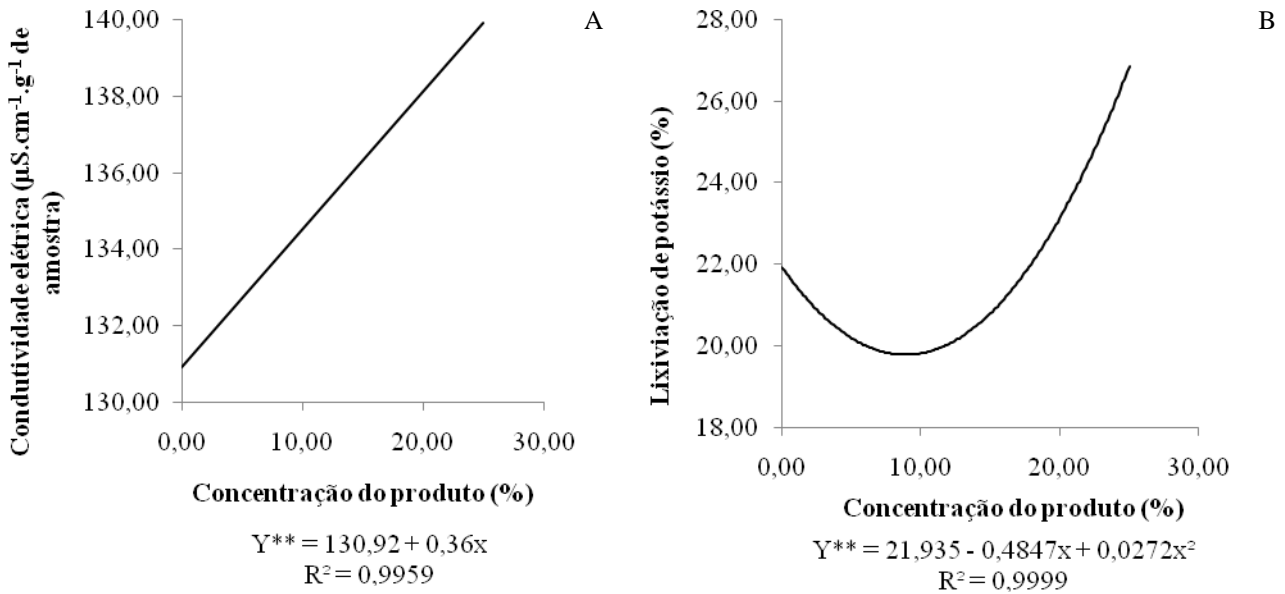 A
Condutividade elétrica (µS.cm⁻¹.g⁻¹ de
amostra)
140,00
138,00
136,00
134,00
132,00
130,00
0,00 10,00 20,00 30,00
Concentração do produto (%)
Y** = 130,92 + 0,36x
R² = 0,9959
B
Lixiviação de potássio (%)
28,00
26,00
24,00
22,00
20,00
18,00
0,00 10,00 20,00 30,00
Concentração do produto (%)
Y** = 21,935 - 0,4847x + 0,0272x²
R² = 0,9999